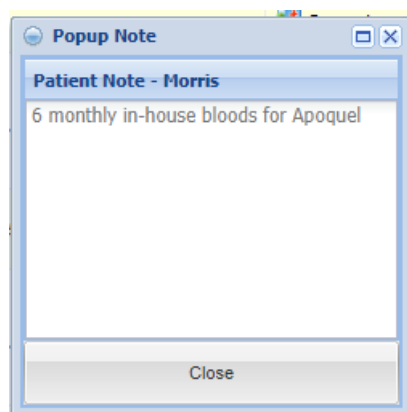 Popup Note
Patient Note - Morris
6 monthly in-house bloods for Apoquel
Close